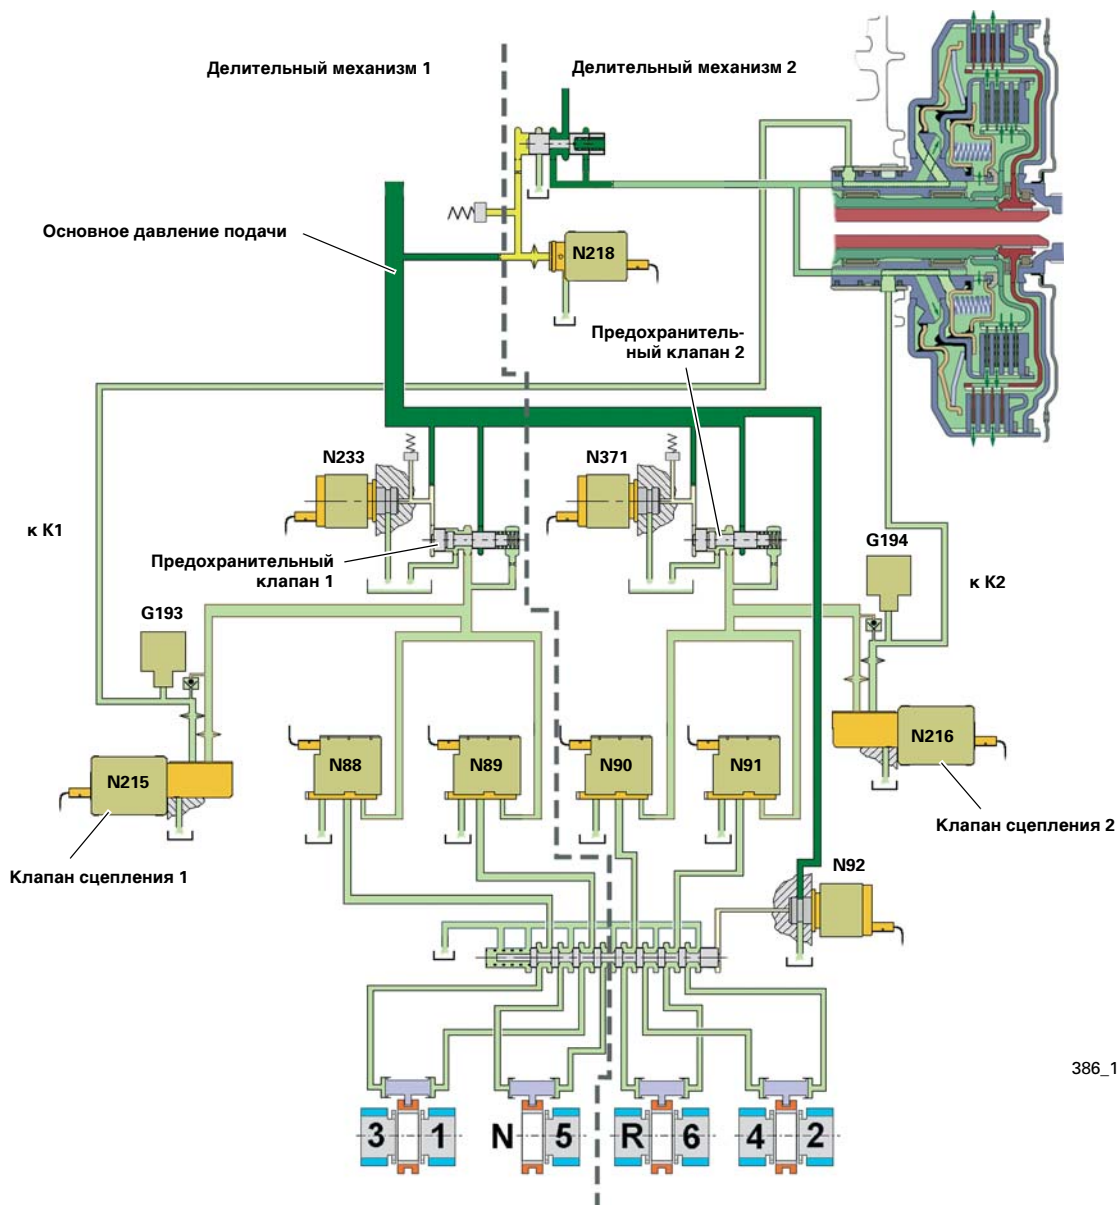 Делительный механизм 1
Делительный механизм 2
Основное давление подачи
N218
Предохранитель-
ный клапан 2
N233
N371
к К1
Предохранительный
клапан 1
G194
к К2
G193
N88
N89
N90
N91
N216
N215
Клапан сцепления 2
Клапан сцепления 1
N92
386_1
3 1 N 5 R 6 4 2